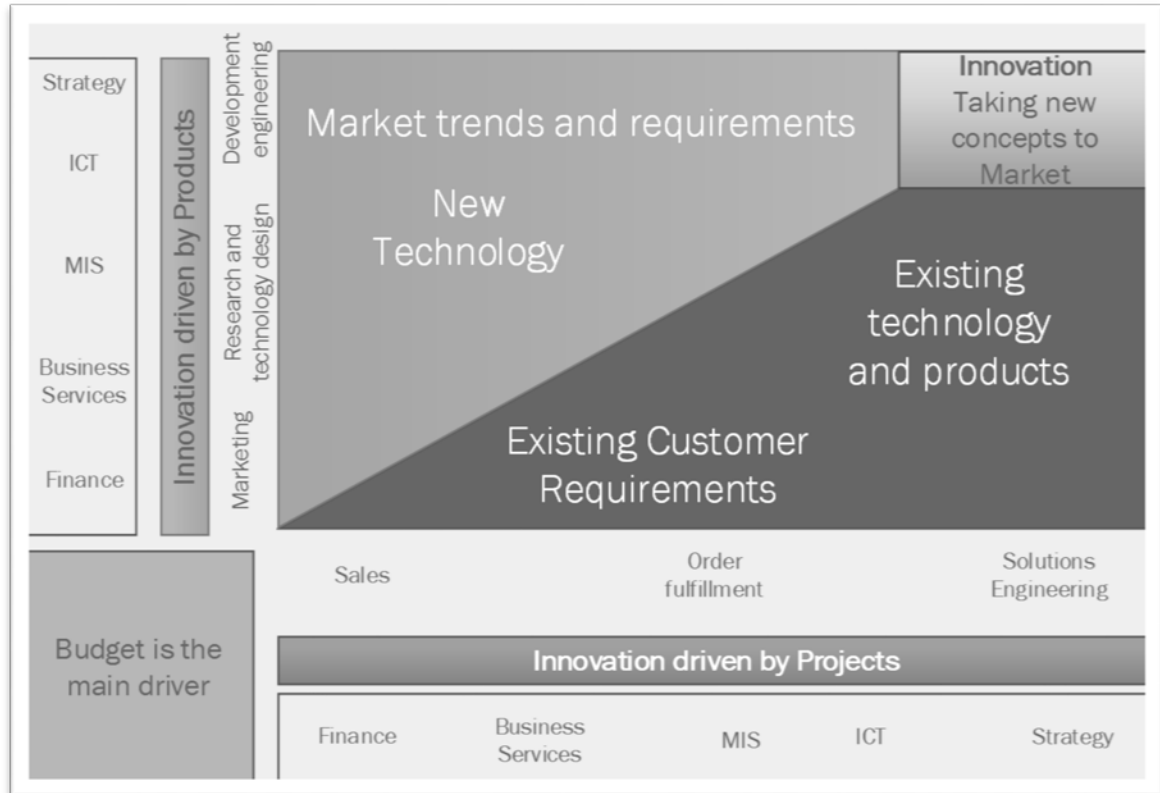 Strategy
ICT
MIS
Business
Services
Finance
Innovation driven by Products
Development
engineering
Research and
technology design
Marketing
Market trends and requirements
New
Technology
Innovation
Taking new
concepts to
Market
Existing
technology
and products
Existing Customer
Requirements
Sales
Order
fulfillment
Solutions
Engineering
Budget is the
main driver
Innovation driven by Projects
Finance
Business
Services
MIS
ICT
Strategy